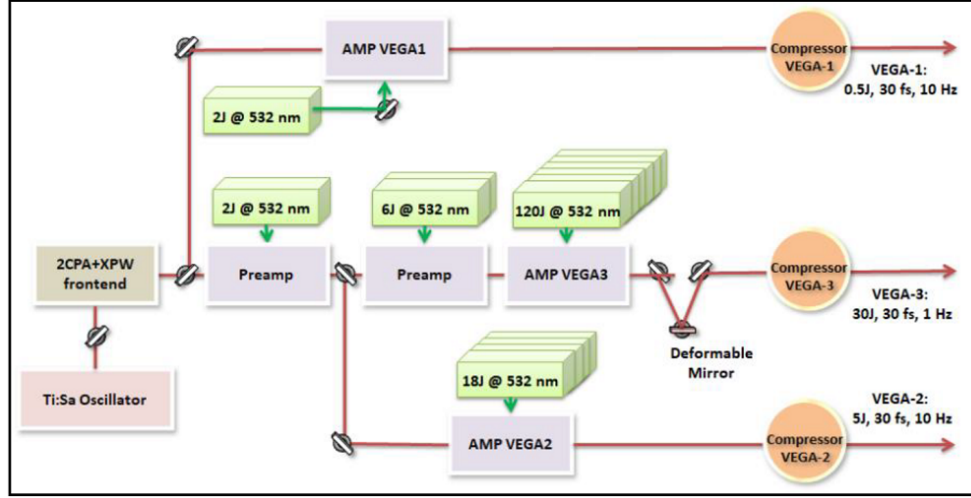 AMP VEGA1
Compressor
VEGA-1
VEGA-1:
0.5J, 30 fs, 10 Hz
2J @ 532 nm
2J @ 532 nm
6J @ 532 nm
120J @ 532 nm
2CPA+XPW
frontend
Preamp
Preamp
AMP VEGA3
Compressor
VEGA-3
VEGA-3:
30J, 30 fs, 1 Hz
Deformable
Mirror
Ti:Sa Oscillator
18J @ 532 nm
AMP VEGA2
Compressor
VEGA-2
VEGA-2:
5J, 30 fs, 10 Hz